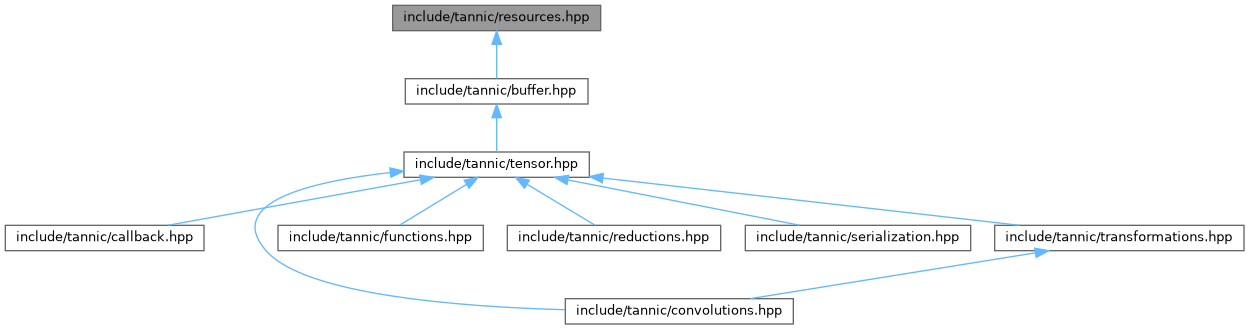 include/tannic/resources.hpp
include/tannic/buffer.hpp
include/tannic/tensor.hpp
include/tannic/callback.hpp
include/tannic/functions.hpp
include/tannic/reductions.hpp
include/tannic/serialization.hpp
include/tannic/transformations.hpp
include/tannic/convolutions.hpp